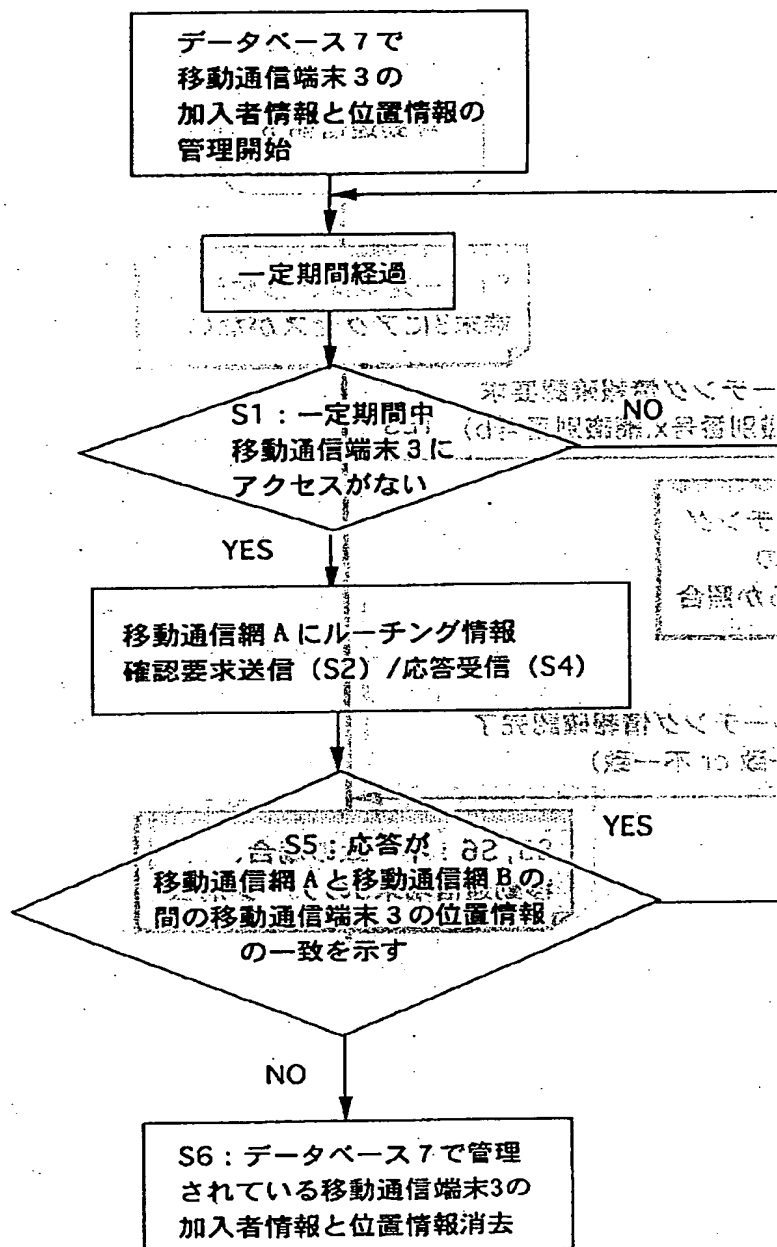 データベース7で
移動通信端末3の
加入者情報と位置情報の
管理開始
一定期間経過
S1：一定期間中
移動通信端末3に
アクセスがない
NO
YES
移動通信網Aにルーチング情報
確認要求送信（S2）/応答受信（S4）
S5：応答が
移動通信網Aと移動通信網Bの
間の移動通信端末3の位置情報
の一致を示す
YES
NO
S6：データベース7で管理
されている移動通信端末3の
加入者情報と位置情報消去